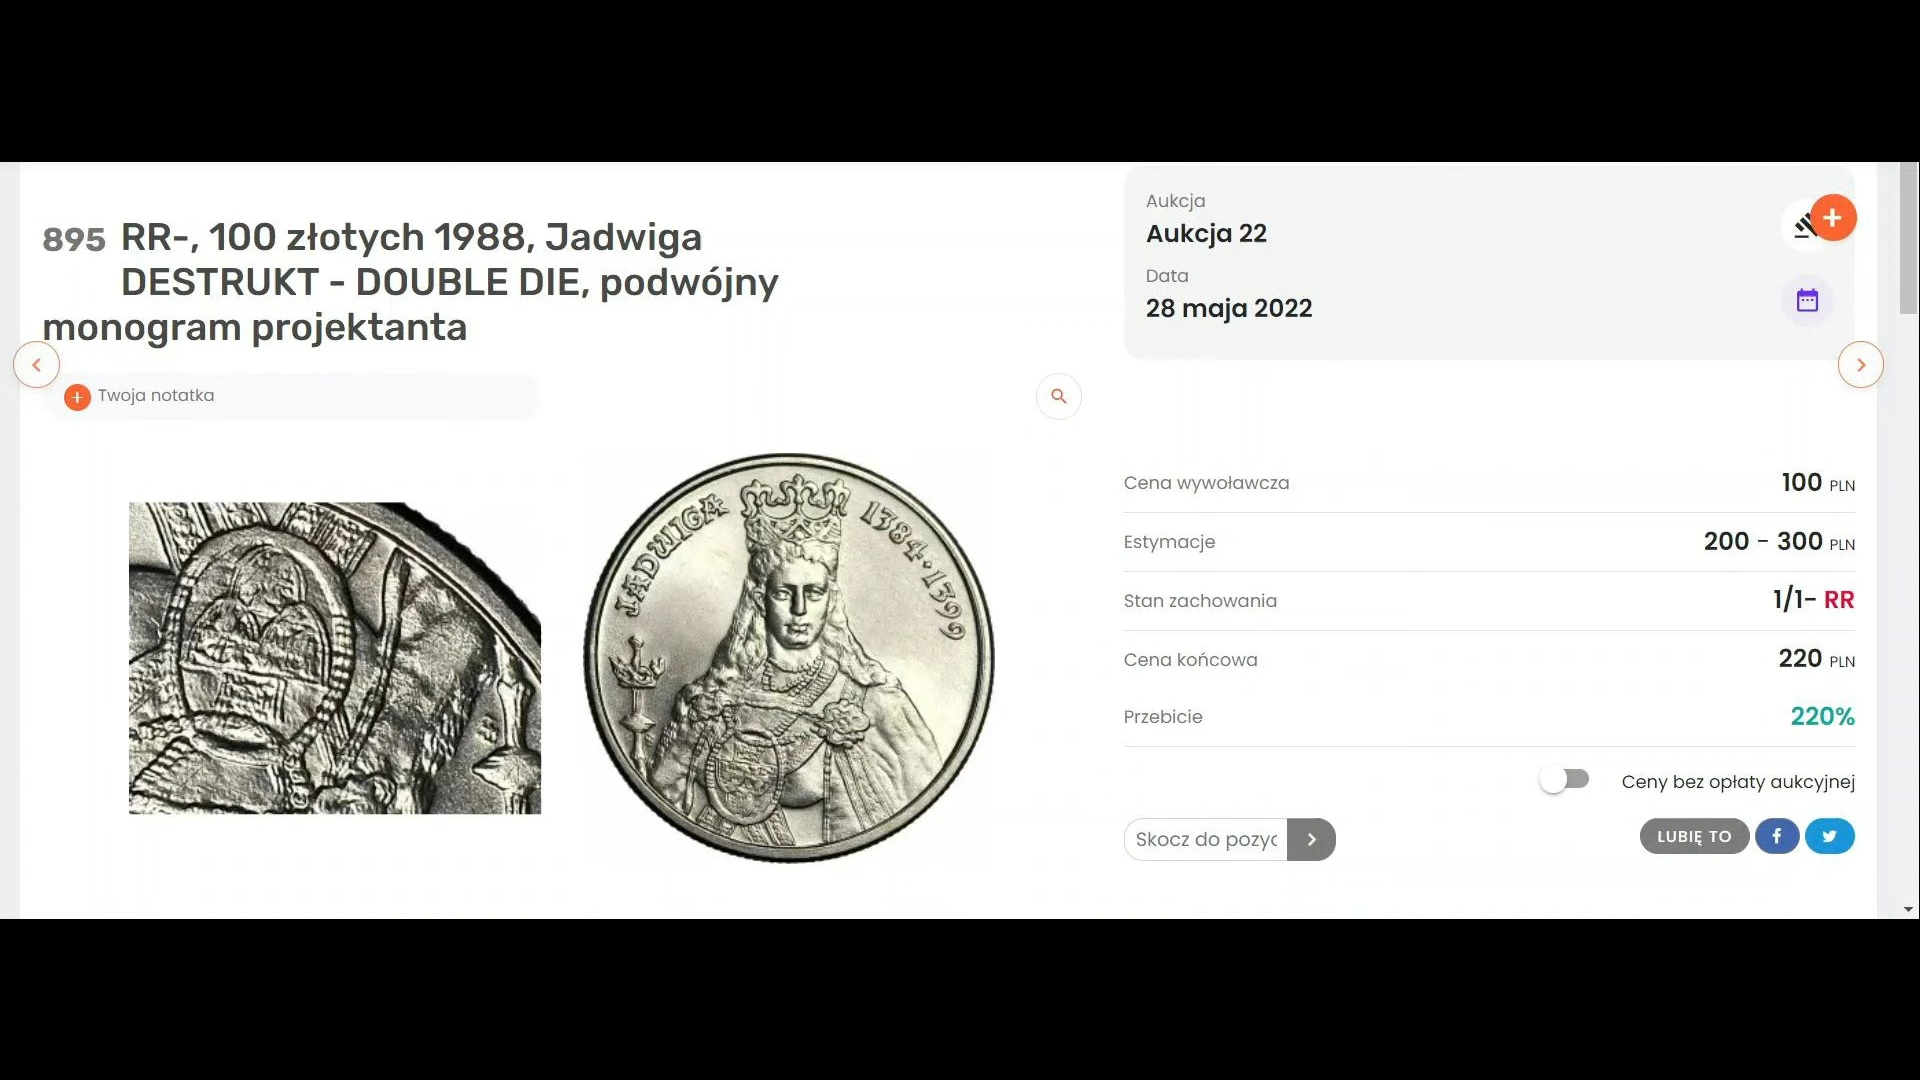 895 RR-, 100 złotych 1988, Jadwiga
DESTRUKT - DOUBLE DIE, podwójny
monogram projektanta
Twoja notatka
JADWIGA 1384·1399
Aukcja
Aukcja 22
Data
28 maja 2022
Cena wywoławcza 100 PLN
Estymacje 200 - 300 PLN
Stan zachowania 1/1- RR
Cena końcowa 220 PLN
Przebicie 220%
Ceny bez opłaty aukcyjnej
Skocz do pozyc
LUBIĘ TO